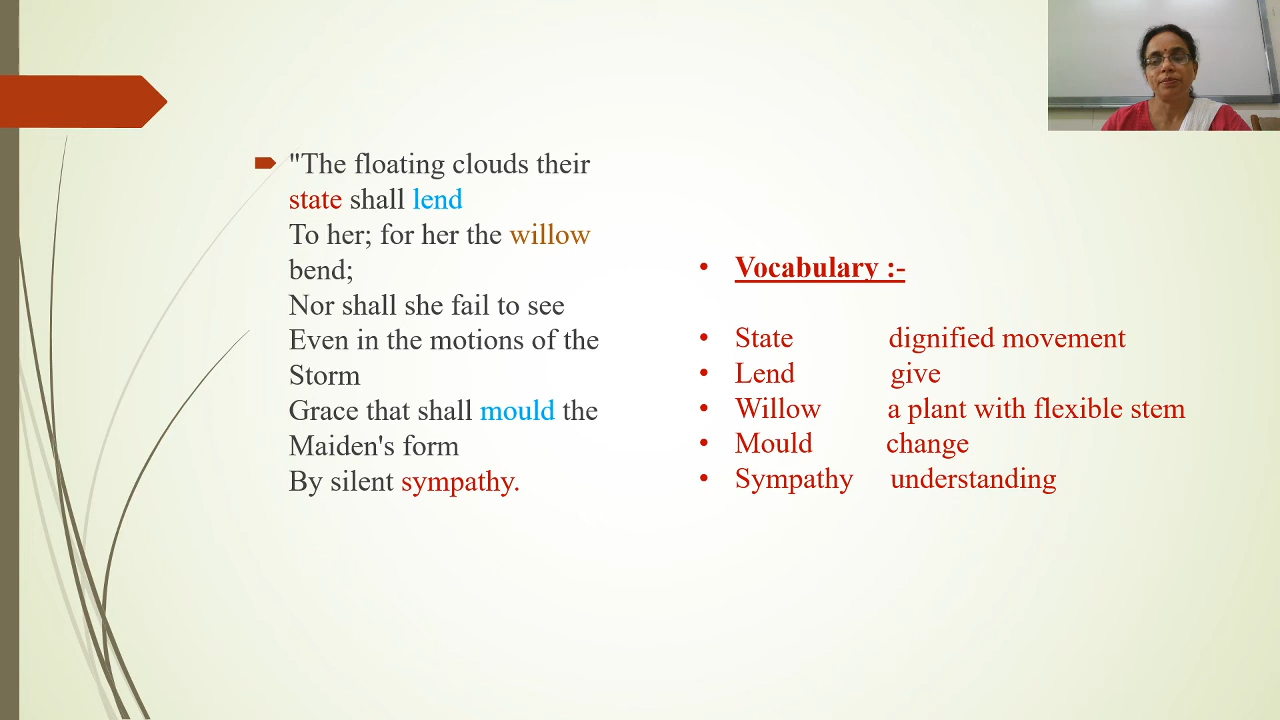 "The floating clouds their
state shall lend
To her; for her the willow
bend;
Nor shall she fail to see
Even in the motions of the
Storm
Grace that shall mould the
Maiden's form
By silent sympathy.
Vocabulary :-
State dignified movement
Lend give
Willow a plant with flexible stem
Mould change
Sympathy understanding